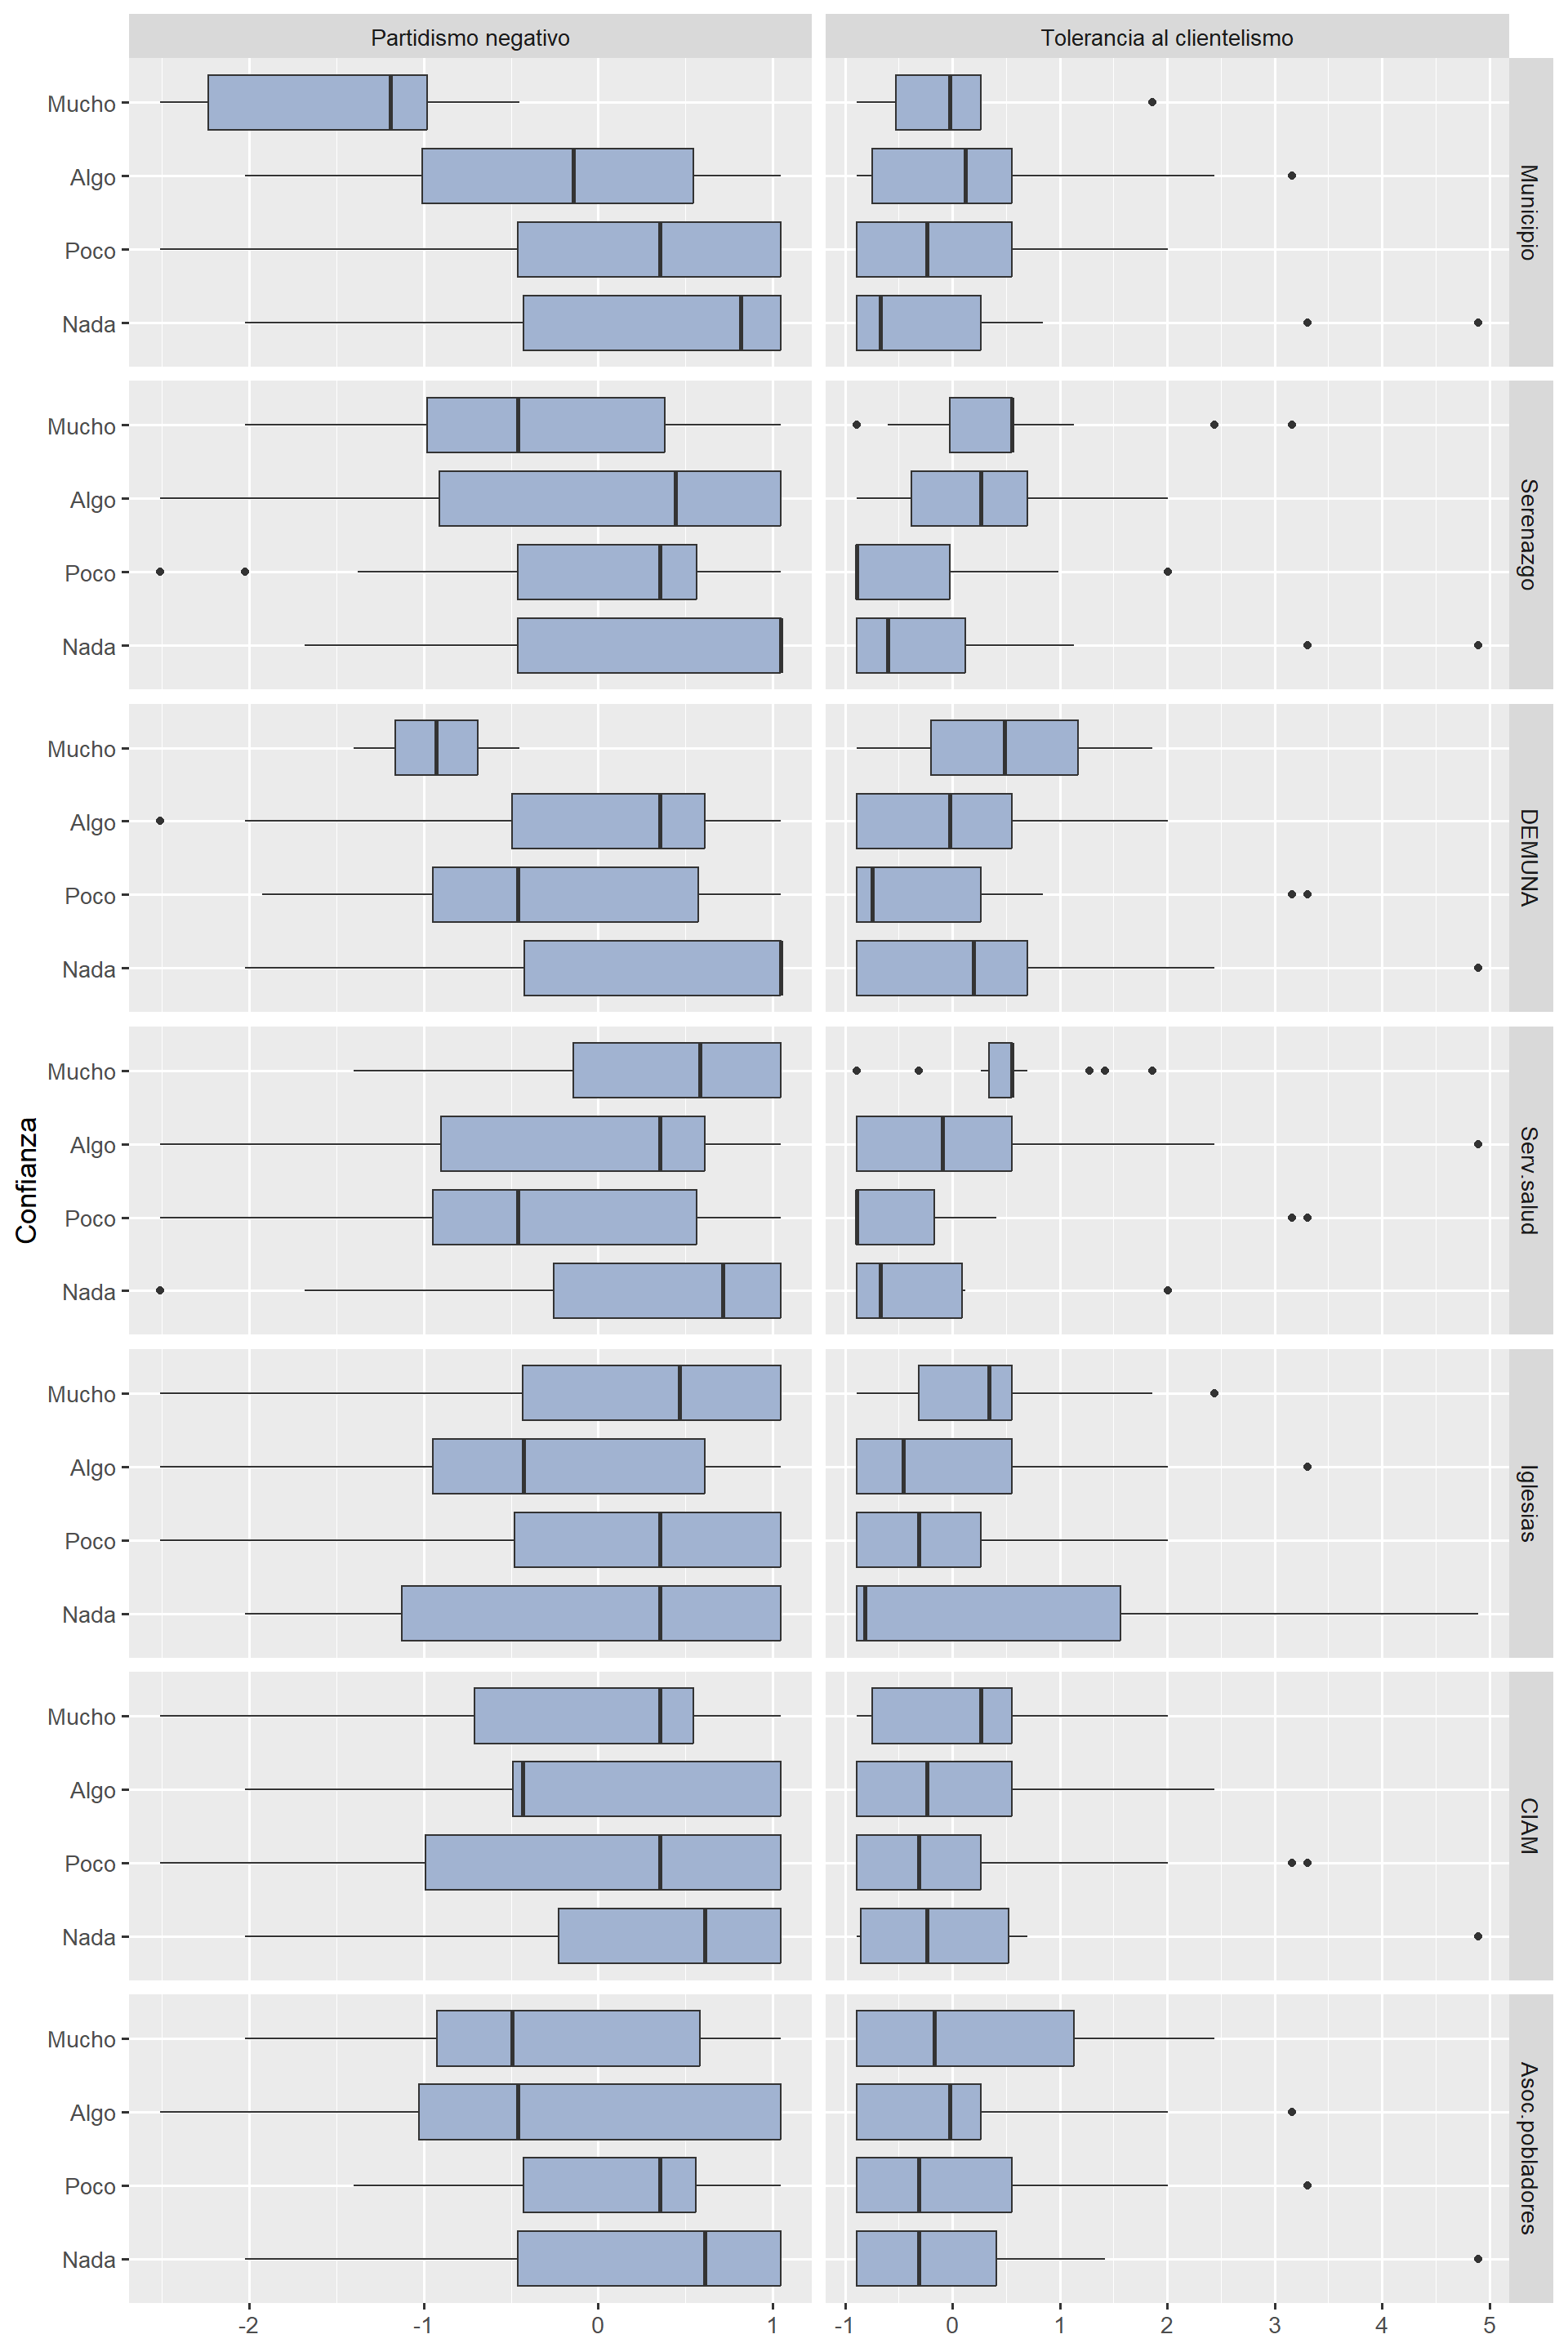 Partidismo negativo
Tolerancia al clientelismo
Mucho
Algo
Poco
Nada
Municipio
Mucho
Algo
Poco
Nada
Serenazgo
Mucho
Algo
Poco
Nada
DEMUNA
Mucho
Algo
Poco
Nada
Serv.salud
Confianza
Mucho
Algo
Poco
Nada
Iglesias
Mucho
Algo
Poco
Nada
CIAM
Mucho
Algo
Poco
Nada
Asoc.pobladores
-2 -1 0 1
-1 0 1 2 3 4 5